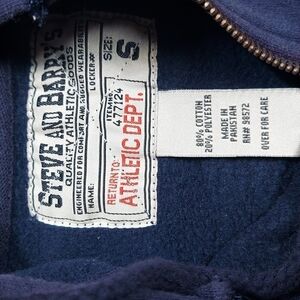 STEVE AND BARRY'S
QUALITY ATHLETIC GOODS
ENGINEERED FOR COMFORT AND RUGGED WEARABILITY
NAME:
LOCKER#
SIZE:
S
ITEM NO:
477124
RETURN TO:
ATHLETIC DEPT.
80% COTTON
20% POLYESTER
MADE IN
PAKISTAN
RN# 98572
OVER FOR CARE